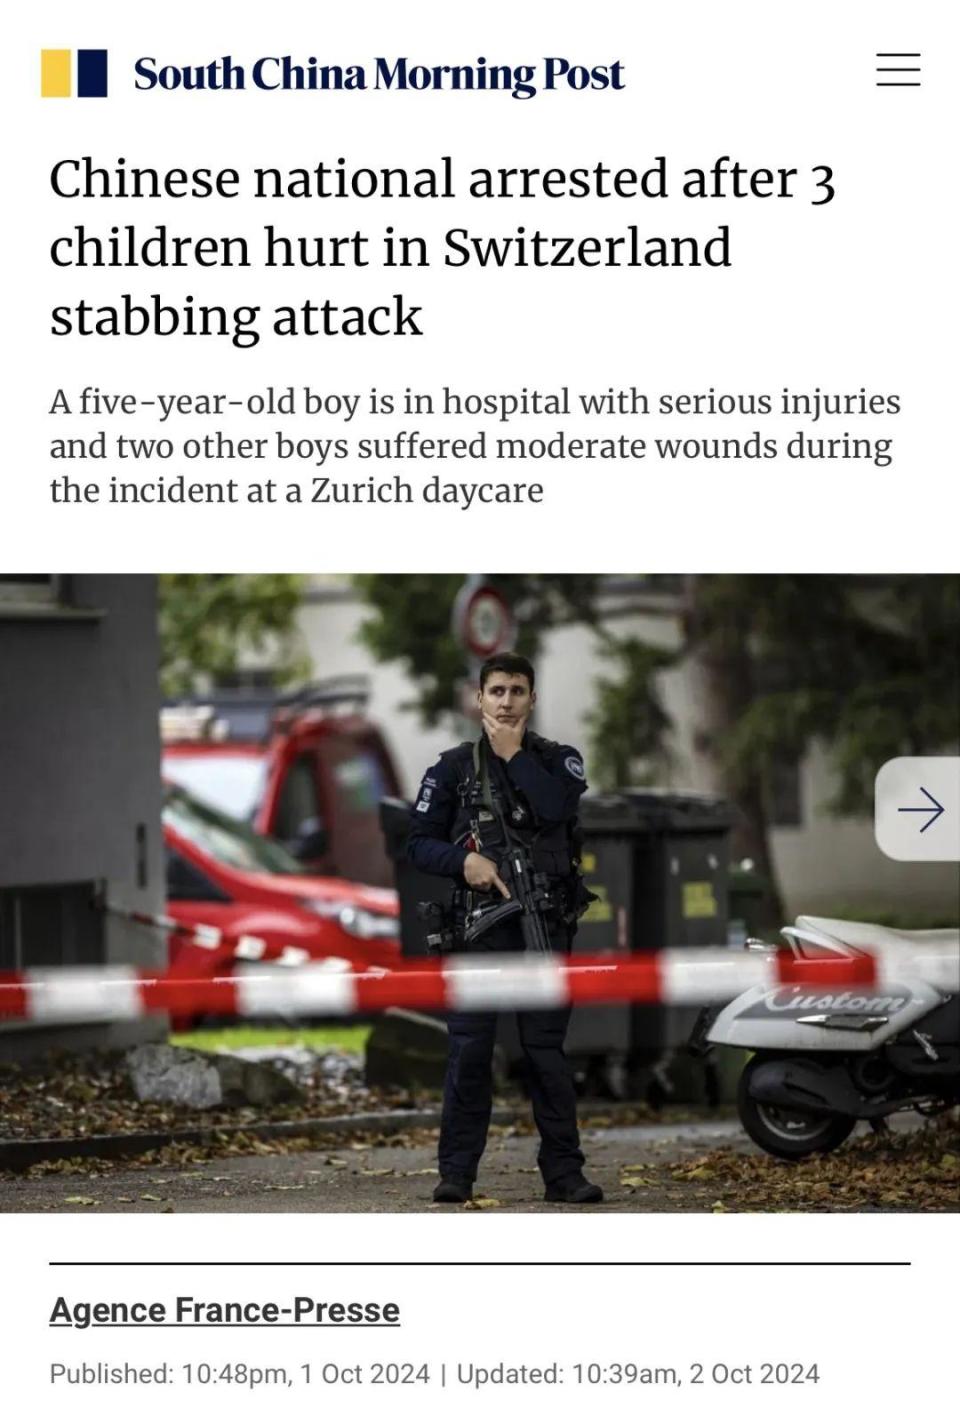 South China Morning Post
Chinese national arrested after 3
children hurt in Switzerland
stabbing attack
A five-year-old boy is in hospital with serious injuries
and two other boys suffered moderate wounds during
the incident at a Zurich daycare
Custom
Agence France-Presse
Published: 10:48pm, 1 Oct 2024 | Updated: 10:39am, 2 Oct 2024